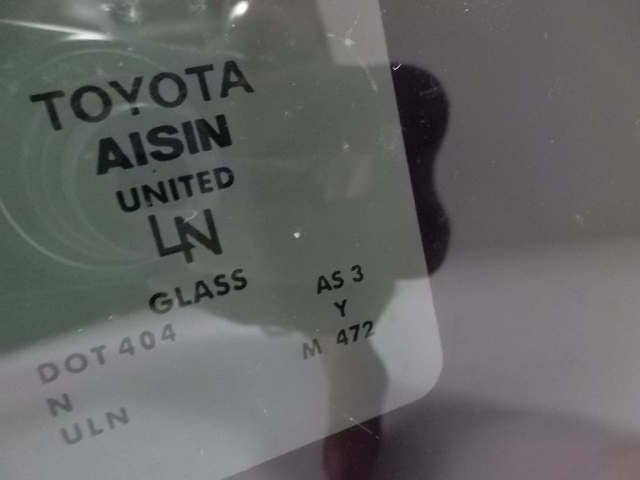 TOYOTA
AISIN
UNITED
LN
GLASS
AS 3
DOT 404
Y
N
M 472
ULN